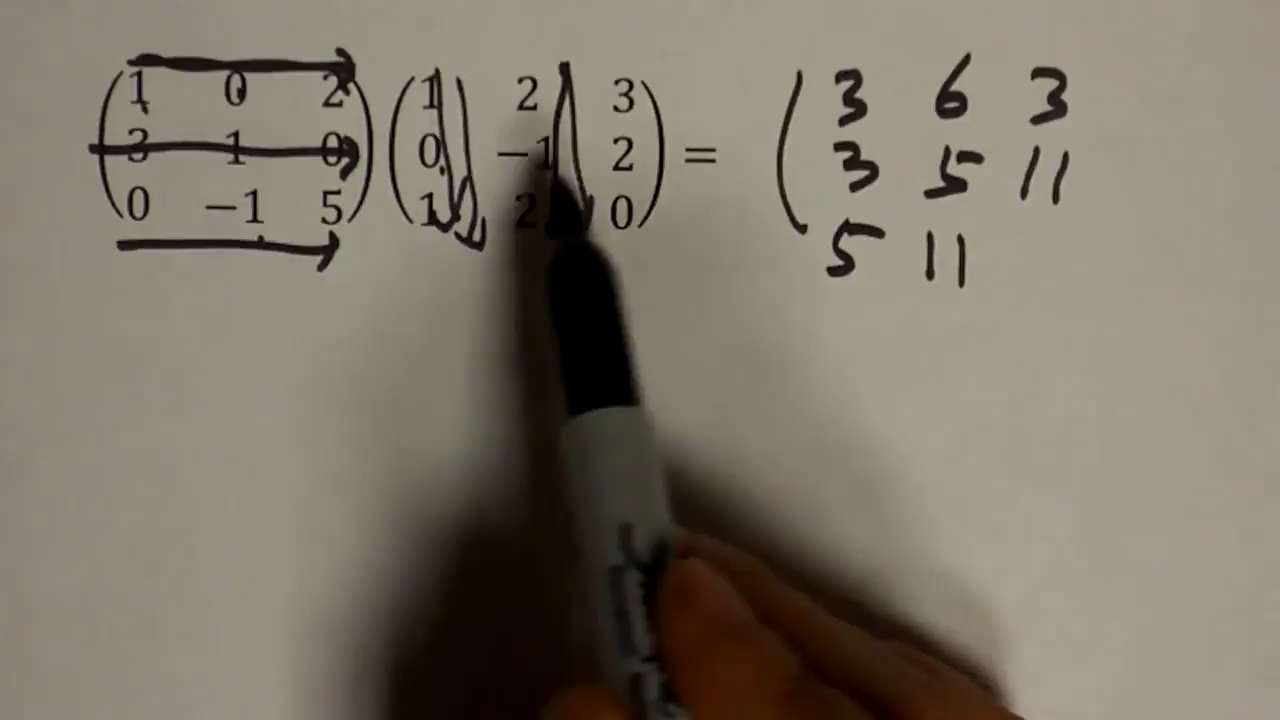 (1 0 2) (1 2 3) = (3 6 3
3 1 0 0 -1 2 3 5 11
0 -1 5 1 2 0 5 11